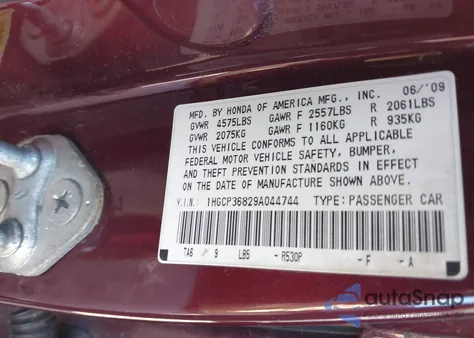 MFD. BY HONDA OF AMERICA MFG., INC. 06/'09
GVWR 4575LBS GAWR F 2557LBS R 2061LBS
GVWR 2075KG GAWR F 1160KG R 935KG
THIS VEHICLE CONFORMS TO ALL APPLICABLE
FEDERAL MOTOR VEHICLE SAFETY, BUMPER,
AND THEFT PREVENTION STANDARDS IN EFFECT
ON THE DATE OF MANUFACTURE SHOWN ABOVE.
V.I.N.: 1HGCP36829A044744 TYPE: PASSENGER CAR
TA6 9 LB5 -R530P -F -A
autoSnap